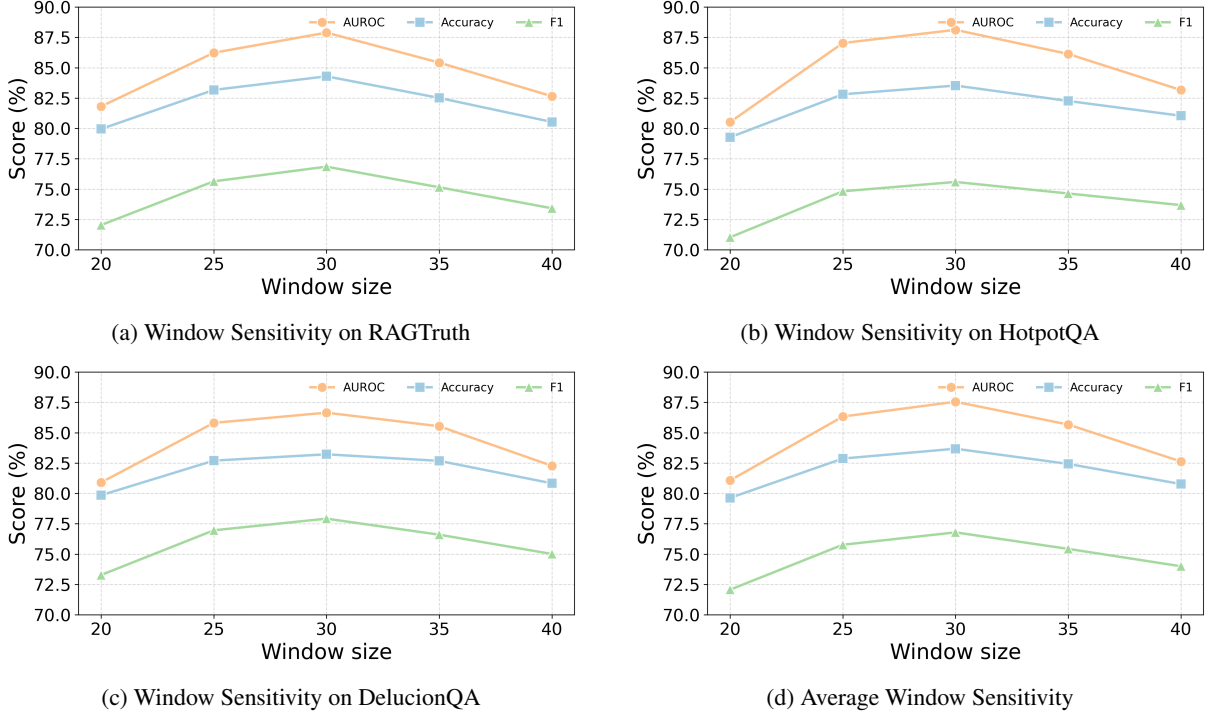 90.0
87.5
85.0
82.5
80.0
77.5
75.0
72.5
70.0
Score (%)
AUROC Accuracy F1
20 25 30 35 40
Window size
(a) Window Sensitivity on RAGTruth
90.0
87.5
85.0
82.5
80.0
77.5
75.0
72.5
70.0
Score (%)
AUROC Accuracy F1
20 25 30 35 40
Window size
(b) Window Sensitivity on HotpotQA
90.0
87.5
85.0
82.5
80.0
77.5
75.0
72.5
70.0
Score (%)
AUROC Accuracy F1
20 25 30 35 40
Window size
(c) Window Sensitivity on DelucionQA
90.0
87.5
85.0
82.5
80.0
77.5
75.0
72.5
70.0
Score (%)
AUROC Accuracy F1
20 25 30 35 40
Window size
(d) Average Window Sensitivity